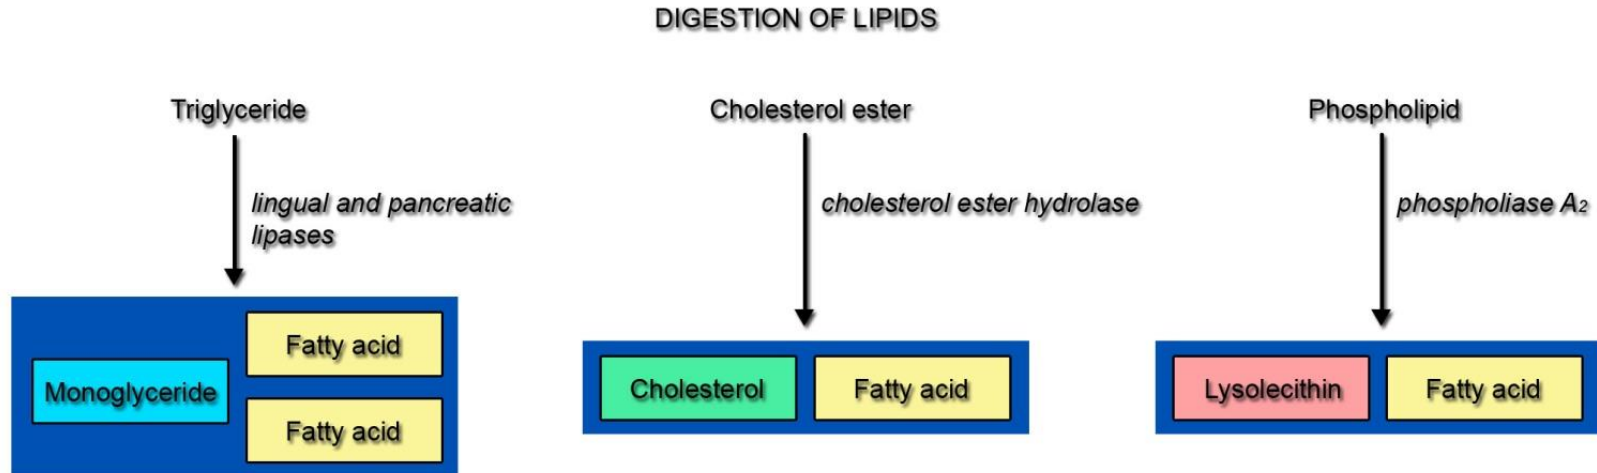 DIGESTION OF LIPIDS
Triglyceride
lingual and pancreatic
lipases
Monoglyceride
Fatty acid
Fatty acid
Cholesterol ester
cholesterol ester hydrolase
Cholesterol
Fatty acid
Phospholipid
phospholiase A₂
Lysolecithin
Fatty acid